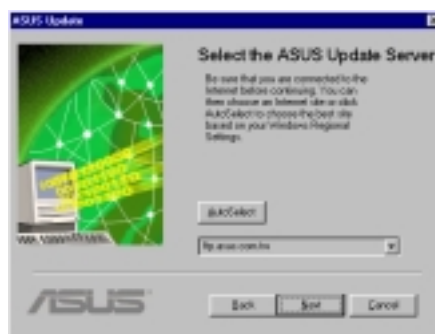 ASUS Update
Select the ASUS Update Server
Be sure that you are connected to the
Internet before continuing. You can
then choose an Internet site or click
AutoSelect to choose the best site
based on your Windows Regional
Settings.
AutoSelect
ftp.asus.com.tw
ASUS
Back
Next
Cancel